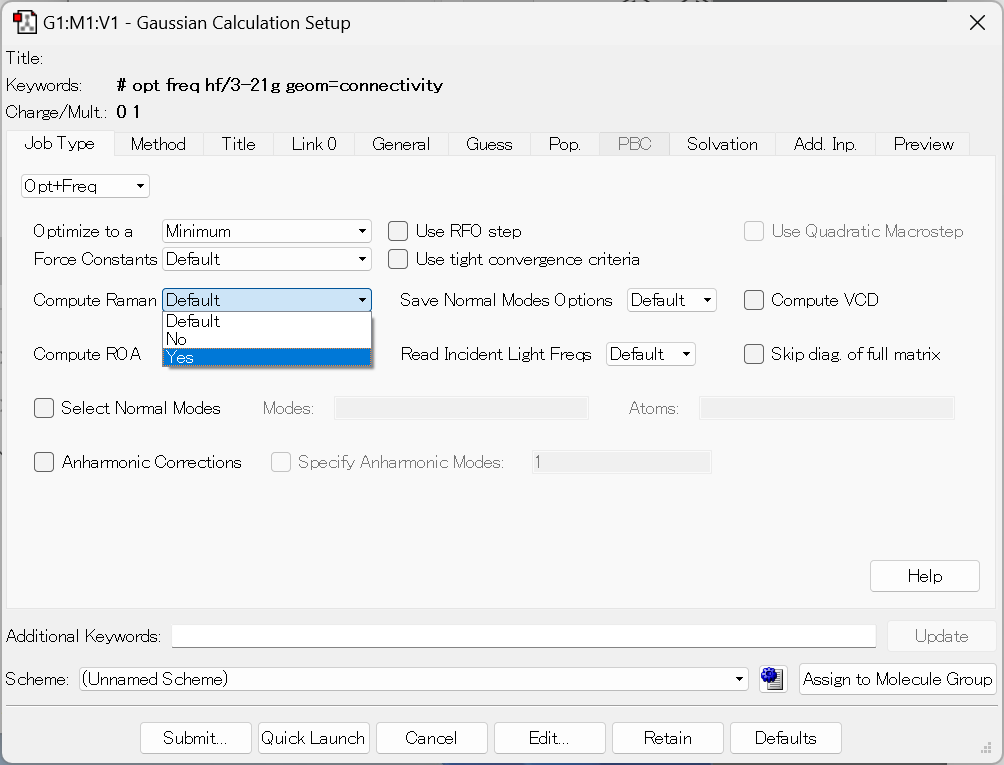 G1:M1:V1 - Gaussian Calculation Setup
Title:
Keywords: # opt freq hf/3-21g geom=connectivity
Charge/Mult.: 0 1
Job Type Method Title Link 0 General Guess Pop. PBC Solvation Add. Inp. Preview
Opt+Freq
Optimize to a Minimum Use RFO step Use Quadratic Macrostep
Force Constants Default Use tight convergence criteria
Compute Raman Default Save Normal Modes Options Default Compute VCD
Default
No
Compute ROA Yes Read Incident Light Freqs Default Skip diag. of full matrix
Select Normal Modes Modes: Atoms:
Anharmonic Corrections Specify Anharmonic Modes: 1
Help
Additional Keywords: Update
Scheme: (Unnamed Scheme) Assign to Molecule Group
Submit... Quick Launch Cancel Edit... Retain Defaults